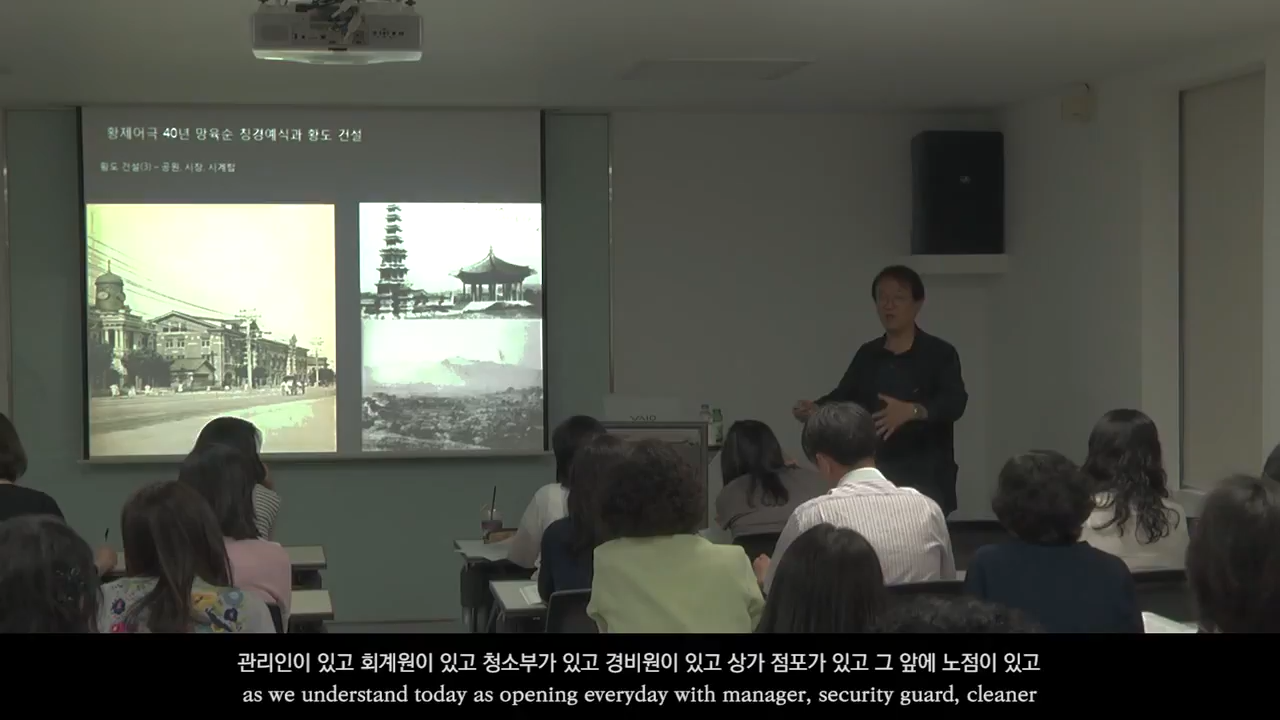 황제어극 40년 망육순 칭경예식과 황도 건설
황도 건설(3) – 공원, 시장, 시계탑
VAIO
관리인이 있고 회계원이 있고 청소부가 있고 경비원이 있고 상가 점포가 있고 그 앞에 노점이 있고
as we understand today as opening everyday with manager, security guard, cleaner